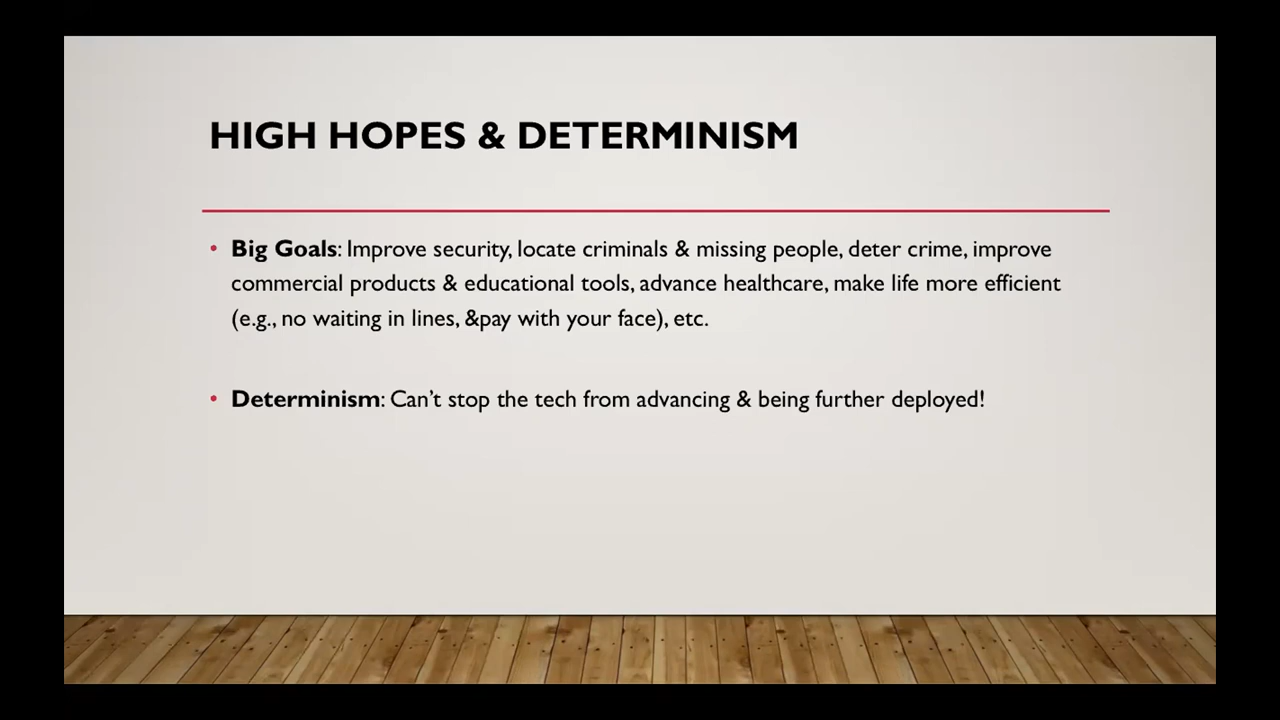 HIGH HOPES & DETERMINISM
• Big Goals: Improve security, locate criminals & missing people, deter crime, improve
commercial products & educational tools, advance healthcare, make life more efficient
(e.g., no waiting in lines, &pay with your face), etc.
• Determinism: Can’t stop the tech from advancing & being further deployed!